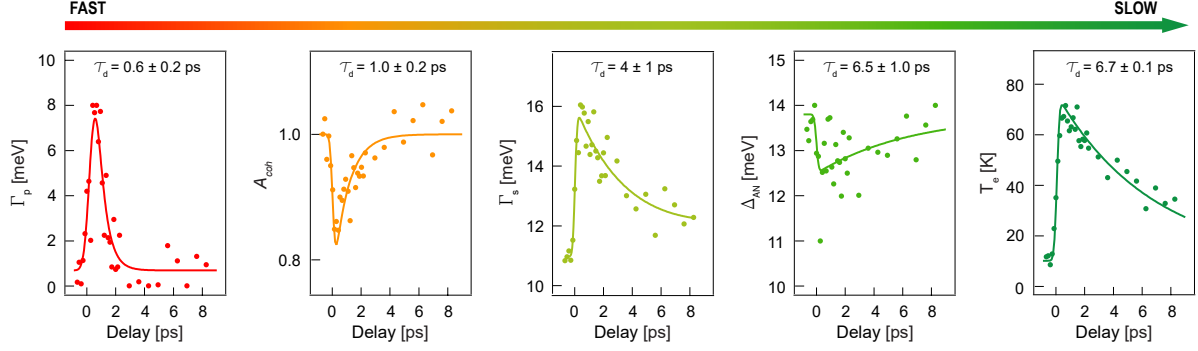 FAST
SLOW
τd = 0.6 ± 0.2 ps
10
8
6
4
2
0
Γp [meV]
0 2 4 6 8
Delay [ps]
τd = 1.0 ± 0.2 ps
1.0
0.8
Acoh
0 2 4 6 8
Delay [ps]
τd = 4 ± 1 ps
16
14
12
10
Γs [meV]
0 2 4 6 8
Delay [ps]
τd = 6.5 ± 1.0 ps
15
14
13
12
11
10
ΔAN [meV]
0 2 4 6 8
Delay [ps]
τd = 6.7 ± 0.1 ps
80
60
40
20
0
Te [K]
0 2 4 6 8
Delay [ps]